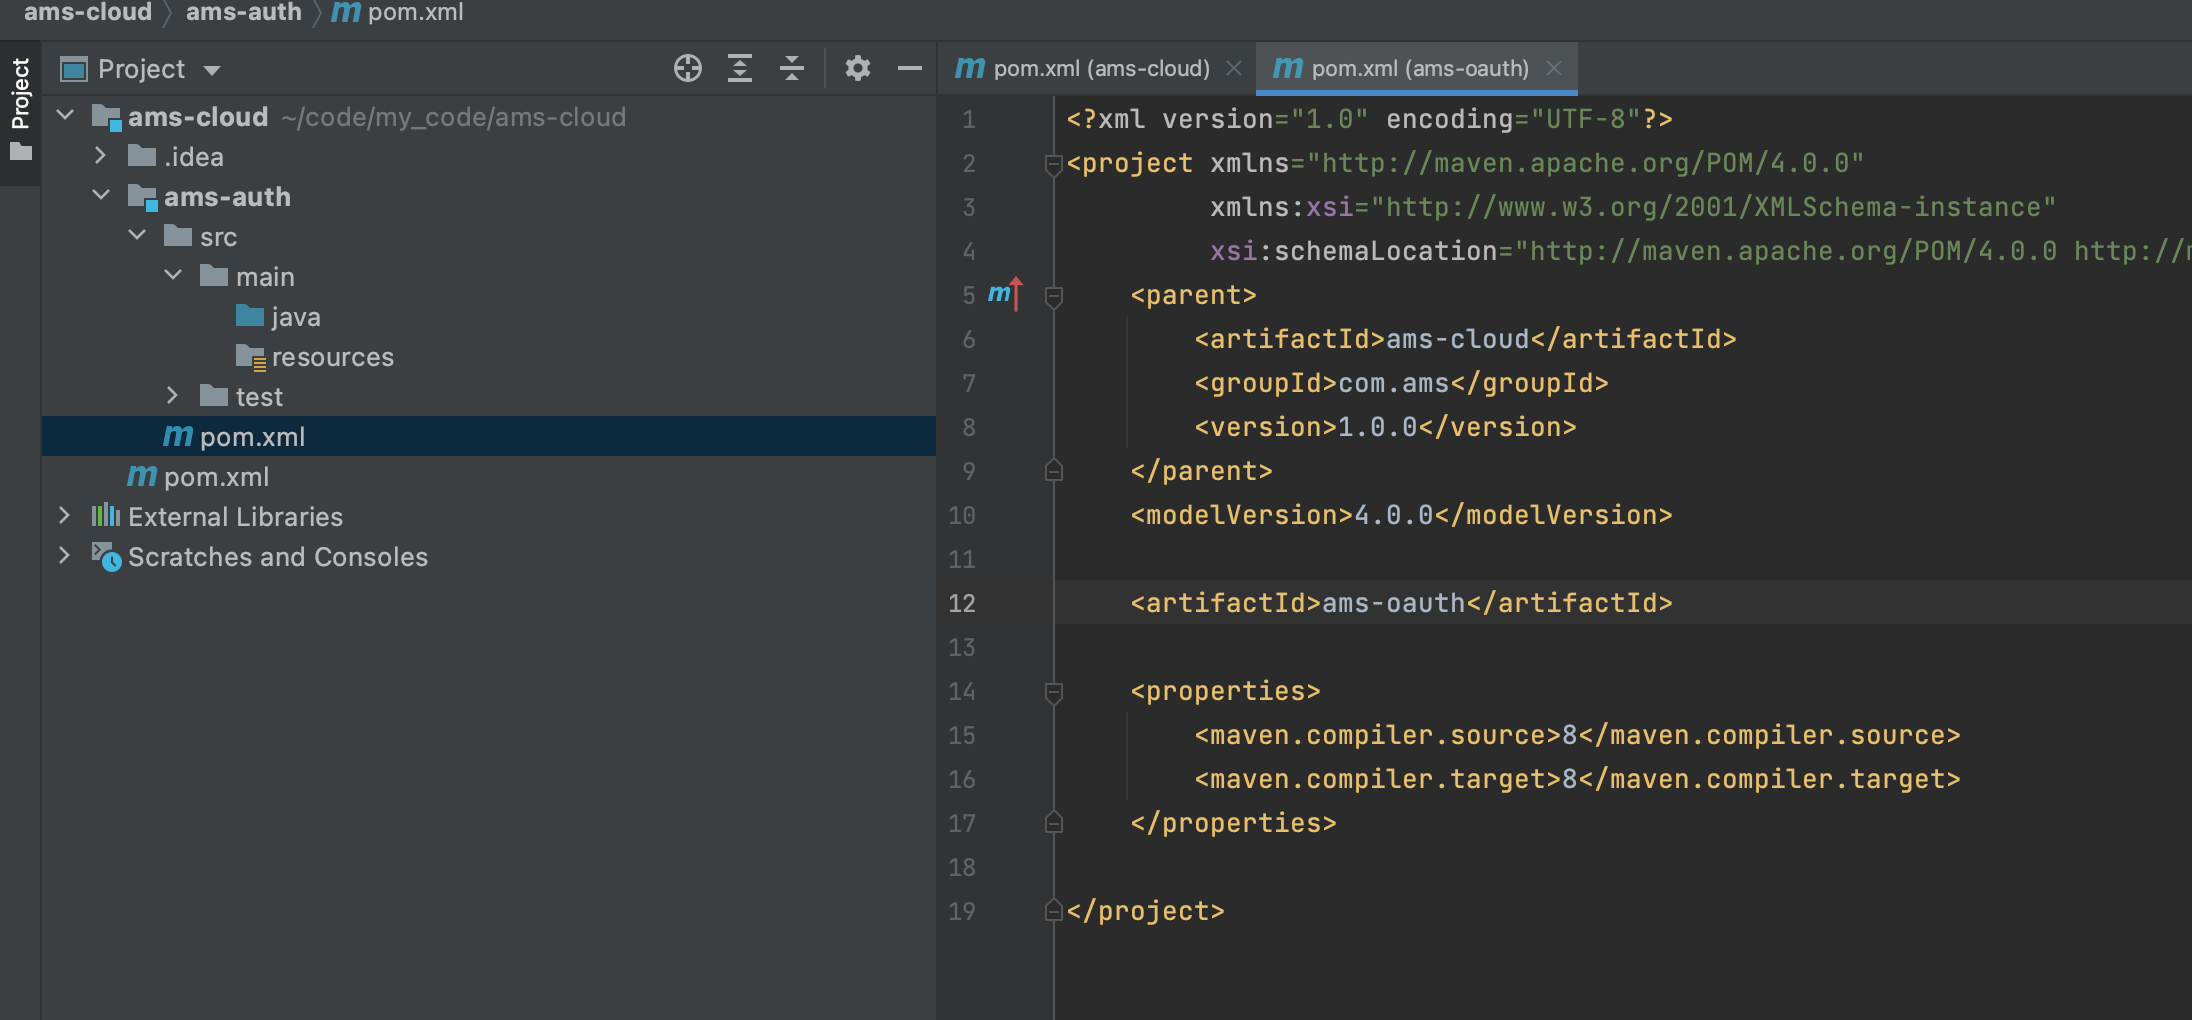 ams-cloud ams-auth m pom.xml
Project
Project
ams-cloud ~/code/my_code/ams-cloud
.idea
ams-auth
src
main
java
resources
test
m pom.xml
m pom.xml
External Libraries
Scratches and Consoles
m pom.xml (ams-cloud) m pom.xml (ams-oauth)
1 <?xml version="1.0" encoding="UTF-8"?>
2 <project xmlns="http://maven.apache.org/POM/4.0.0"
3 xmlns:xsi="http://www.w3.org/2001/XMLSchema-instance"
4 xsi:schemaLocation="http://maven.apache.org/POM/4.0.0 http://
5 m <parent>
6 <artifactId>ams-cloud</artifactId>
7 <groupId>com.ams</groupId>
8 <version>1.0.0</version>
9 </parent>
10 <modelVersion>4.0.0</modelVersion>
11
12 <artifactId>ams-oauth</artifactId>
13
14 <properties>
15 <maven.compiler.source>8</maven.compiler.source>
16 <maven.compiler.target>8</maven.compiler.target>
17 </properties>
18
19 </project>